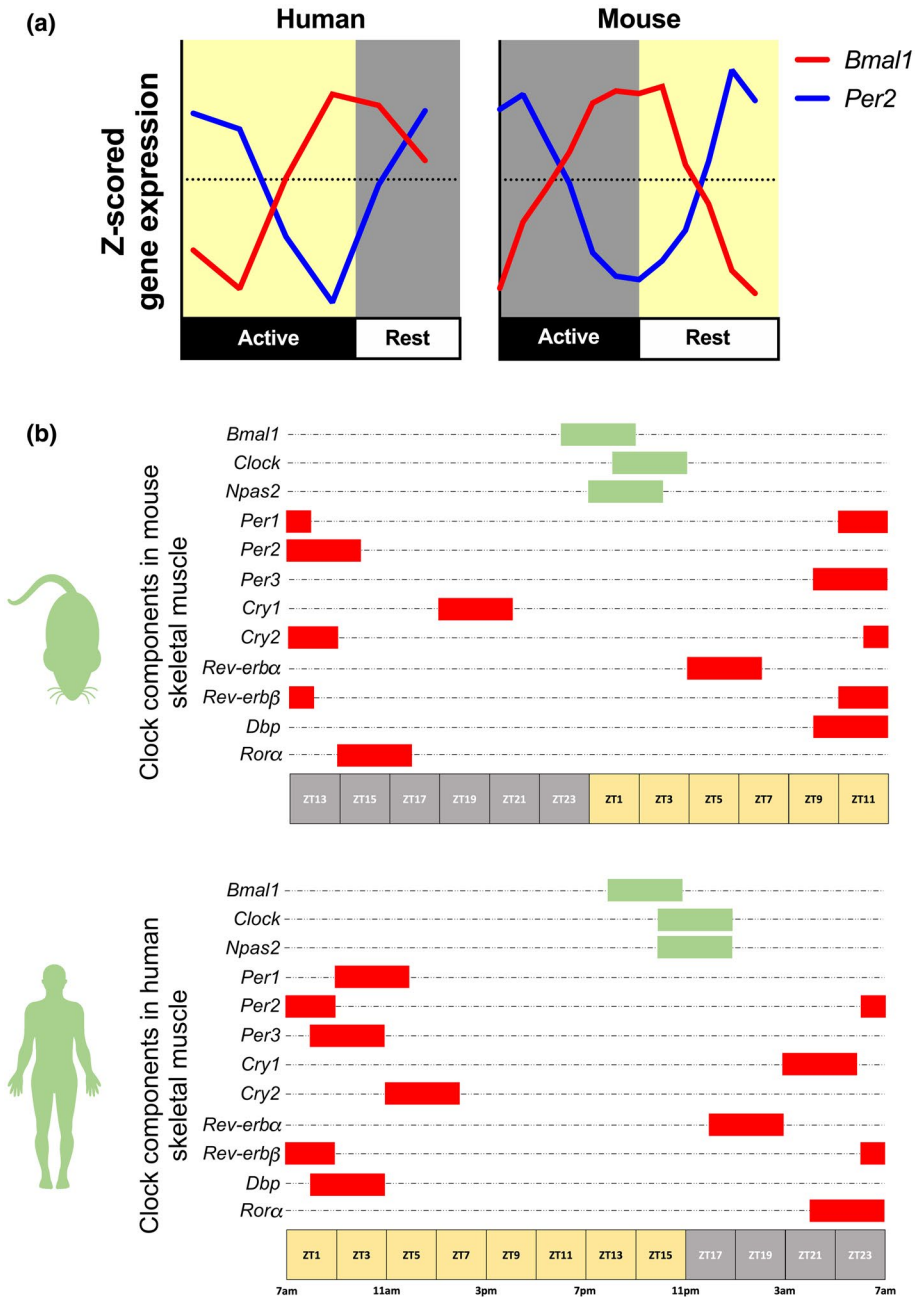 (a)
Human
Mouse
Bmal1
Per2
Z-scored
gene expression
Active
Rest
Active
Rest
(b)
Clock components in mouse
skeletal muscle
Bmal1
Clock
Npas2
Per1
Per2
Per3
Cry1
Cry2
Rev-erbα
Rev-erbβ
Dbp
Rorα
ZT13 ZT15 ZT17 ZT19 ZT21 ZT23 ZT1 ZT3 ZT5 ZT7 ZT9 ZT11
Clock components in human
skeletal muscle
Bmal1
Clock
Npas2
Per1
Per2
Per3
Cry1
Cry2
Rev-erbα
Rev-erbβ
Dbp
Rorα
ZT1 ZT3 ZT5 ZT7 ZT9 ZT11 ZT13 ZT15 ZT17 ZT19 ZT21 ZT23
7am 11am 3pm 7pm 11pm 3am 7am